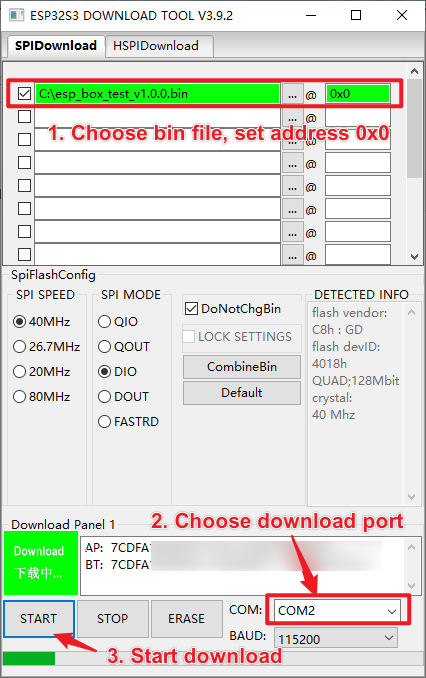 ESP32S3 DOWNLOAD TOOL V3.9.2
SPIDownload HSPIDownload
C:\esp_box_test_v1.0.0.bin ... @ 0x0
... @
1. Choose bin file, set address 0x0
... @
... @
... @
... @
... @
... @
SpiFlashConfig
SPI SPEED
40MHz
26.7MHz
20MHz
80MHz
SPI MODE
QIO
QOUT
DIO
DOUT
FASTRD
DoNotChgBin
LOCK SETTINGS
CombineBin
Default
DETECTED INFO
flash vendor:
C8h : GD
flash devID:
4018h
QUAD;128Mbit
crystal:
40 Mhz
2. Choose download port
Download Panel 1
Download
下载中...
AP: 7CDFA
BT: 7CDFA
START STOP ERASE
COM: COM2
BAUD: 115200
3. Start download